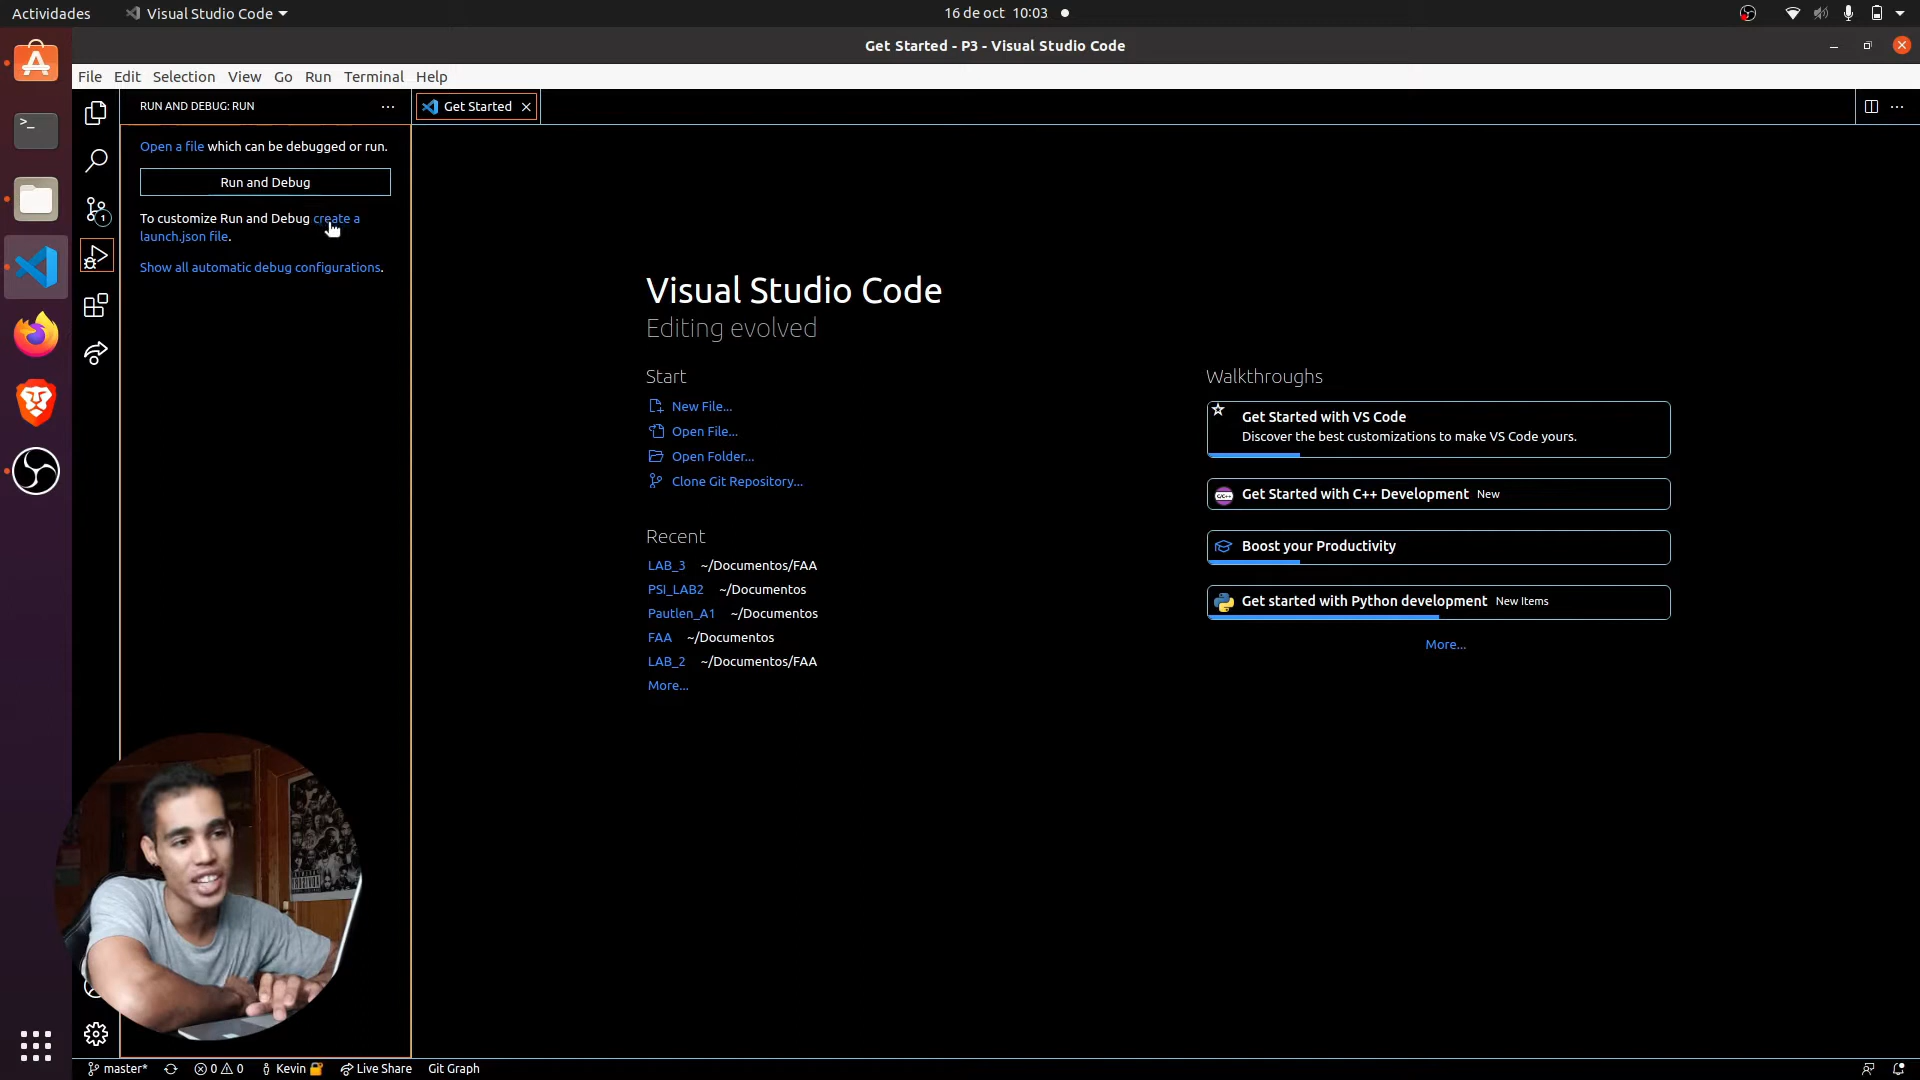 Actividades
Visual Studio Code
16 de oct 10:03
Get Started - P3 - Visual Studio Code
File Edit Selection View Go Run Terminal Help
RUN AND DEBUG: RUN
Get Started
Open a file which can be debugged or run.
Run and Debug
To customize Run and Debug create a
launch.json file.
Show all automatic debug configurations.
1
Visual Studio Code
Editing evolved
Start
New File...
Open File...
Open Folder...
Clone Git Repository...
Recent
LAB_3 ~/Documentos/FAA
PSI_LAB2 ~/Documentos
Pautlen_A1 ~/Documentos
FAA ~/Documentos
LAB_2 ~/Documentos/FAA
More...
Walkthroughs
Get Started with VS Code
Discover the best customizations to make VS Code yours.
Get Started with C++ Development New
Boost your Productivity
Get started with Python development New Items
More...
master* 0 0 Kevin Live Share Git Graph